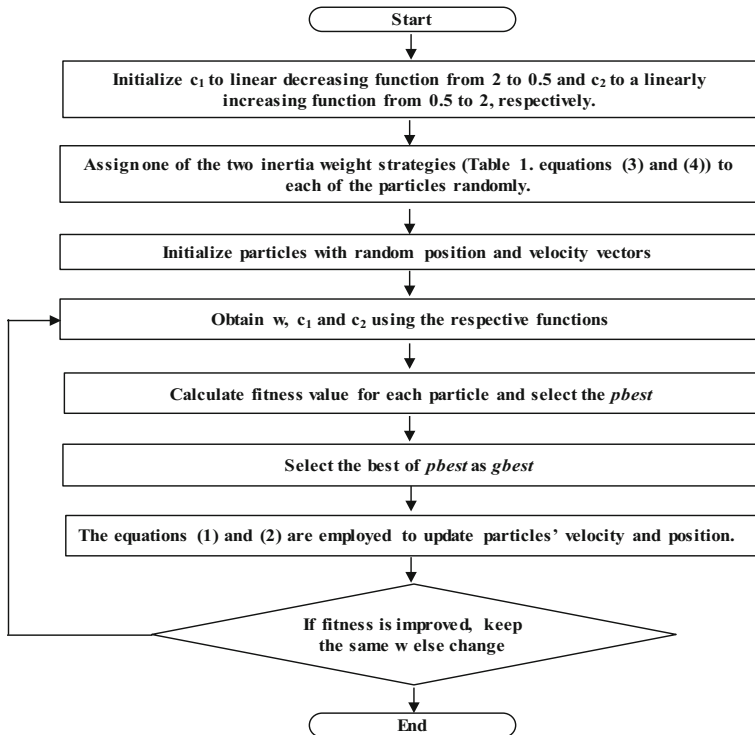 Start
Initialize c₁ to linear decreasing function from 2 to 0.5 and c₂ to a linearly
increasing function from 0.5 to 2, respectively.
Assign one of the two inertia weight strategies (Table 1. equations (3) and (4)) to
each of the particles randomly.
Initialize particles with random position and velocity vectors
Obtain w, c₁ and c₂ using the respective functions
Calculate fitness value for each particle and select the pbest
Select the best of pbest as gbest
The equations (1) and (2) are employed to update particles’ velocity and position.
If fitness is improved, keep
the same w else change
End